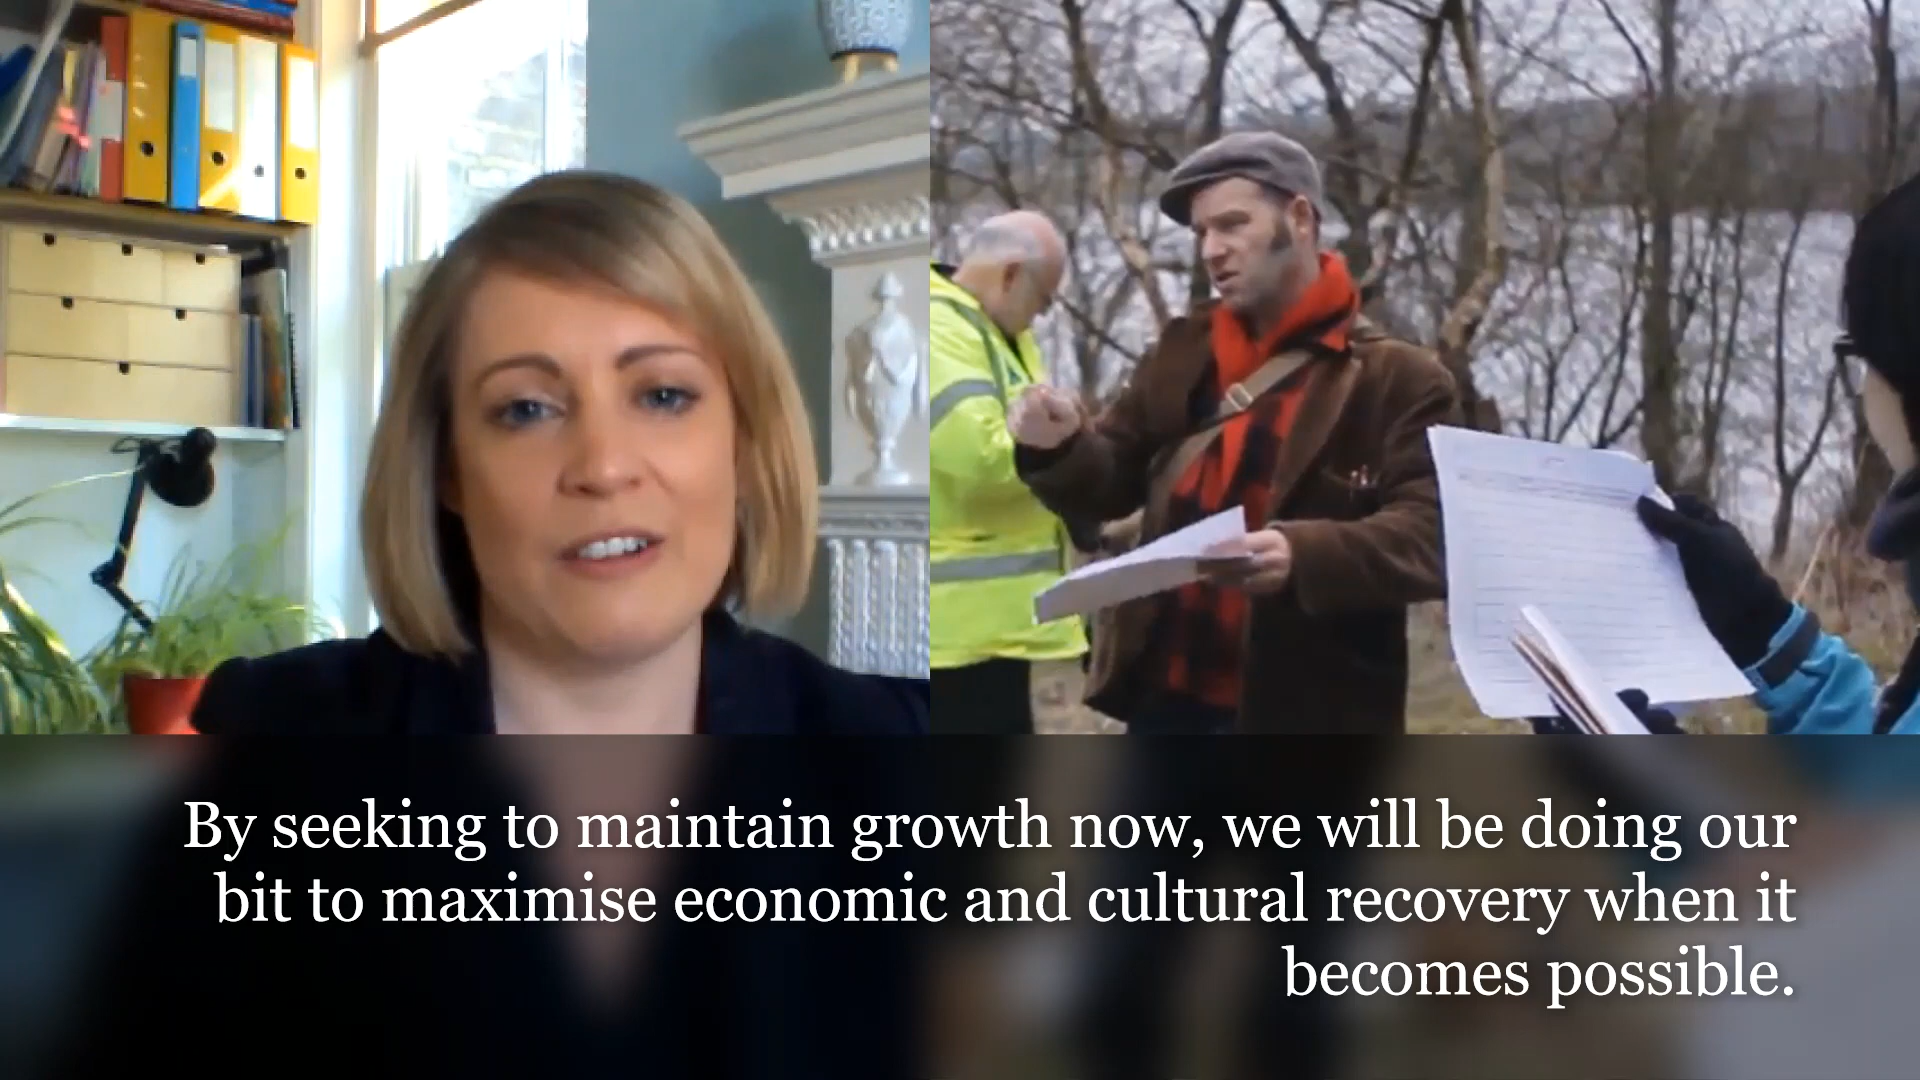 By seeking to maintain growth now, we will be doing our
bit to maximise economic and cultural recovery when it
becomes possible.